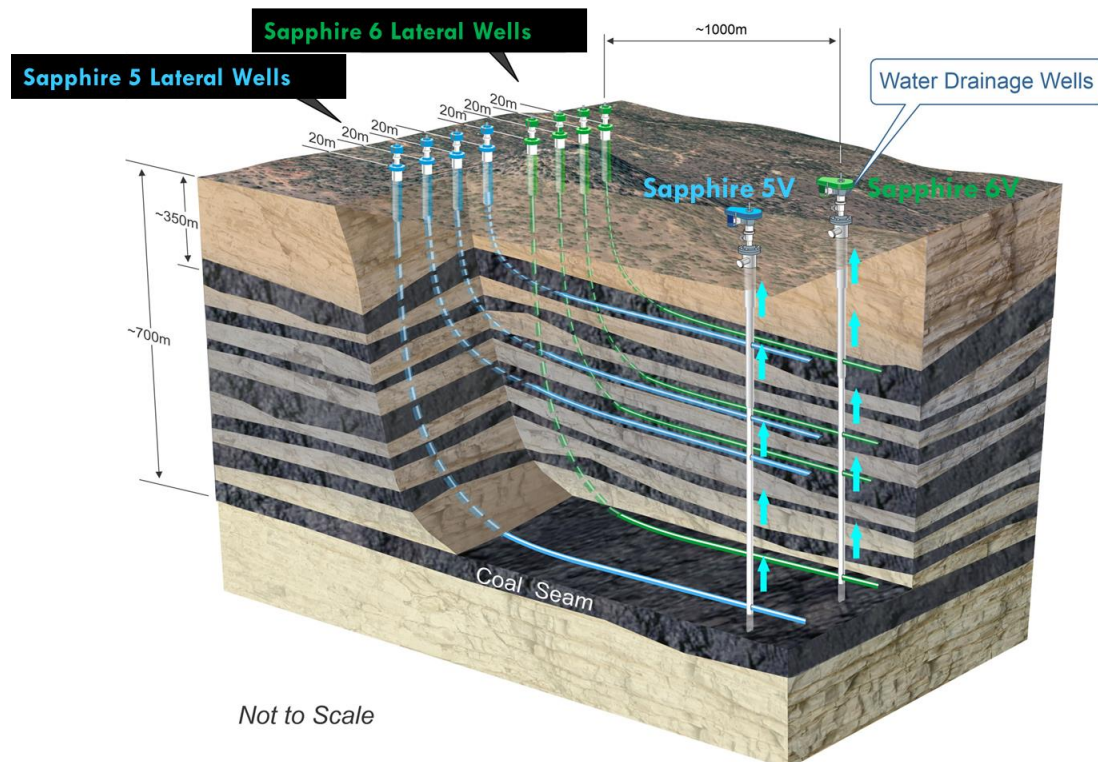 Sapphire 6 Lateral Wells
~1000m
Sapphire 5 Lateral Wells
Water Drainage Wells
20m
20m
20m
20m
20m
20m
~350m
Sapphire 5V
Sapphire 6V
~700m
Coal Seam
Not to Scale